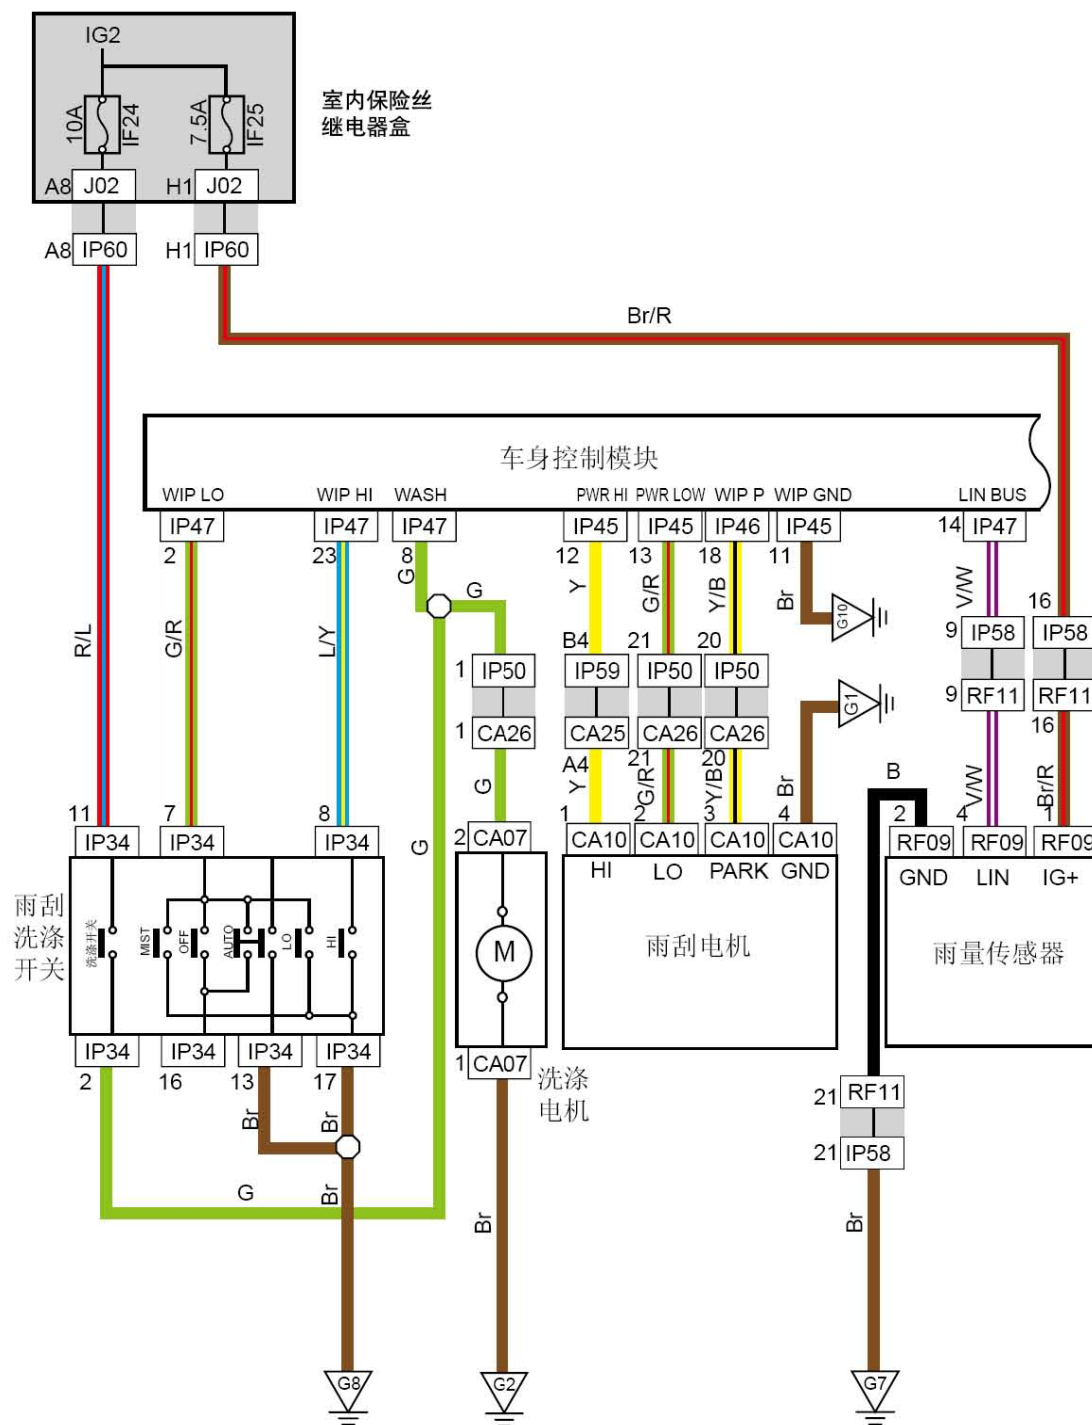 IG2
10A
IF24
7.5A
IF25
室内保险丝
继电器盒
A8 J02
H1 J02
A8 IP60
H1 IP60
Br/R
车身控制模块
WIP LO
WIP HI
WASH
PWR HI
PWR LOW
WIP P
WIP GND
LIN BUS
IP47
IP47
IP47
IP45
IP45
IP46
IP45
14 IP47
2
23
8
12
13
18
11
R/L
G/R
L/Y
G
G
Y
G/R
Y/B
Br
G10
V/W
16
B4
21
20
9 IP58
IP58
1 IP50
IP59
IP50
IP50
G1
9 RF11
RF11
16
1 CA26
CA25
CA26
CA26
A4
21
20
G
Y
G/R
Y/B
Br
B
V/W
Br/R
11
7
8
G
1
2
3
4
2
4
1
IP34
IP34
IP34
2 CA07
CA10
CA10
CA10
CA10
RF09
RF09
RF09
HI
LO
PARK
GND
GND
LIN
IG+
雨刮
洗涤
开关
洗涤开关
MIST
OFF
AUTO
LO
HI
M
雨刮电机
雨量传感器
IP34
IP34
IP34
IP34
1 CA07
2
16
13
17
洗涤
电机
21 RF11
21 IP58
Br
Br
G
Br
Br
Br
G8
G2
G7